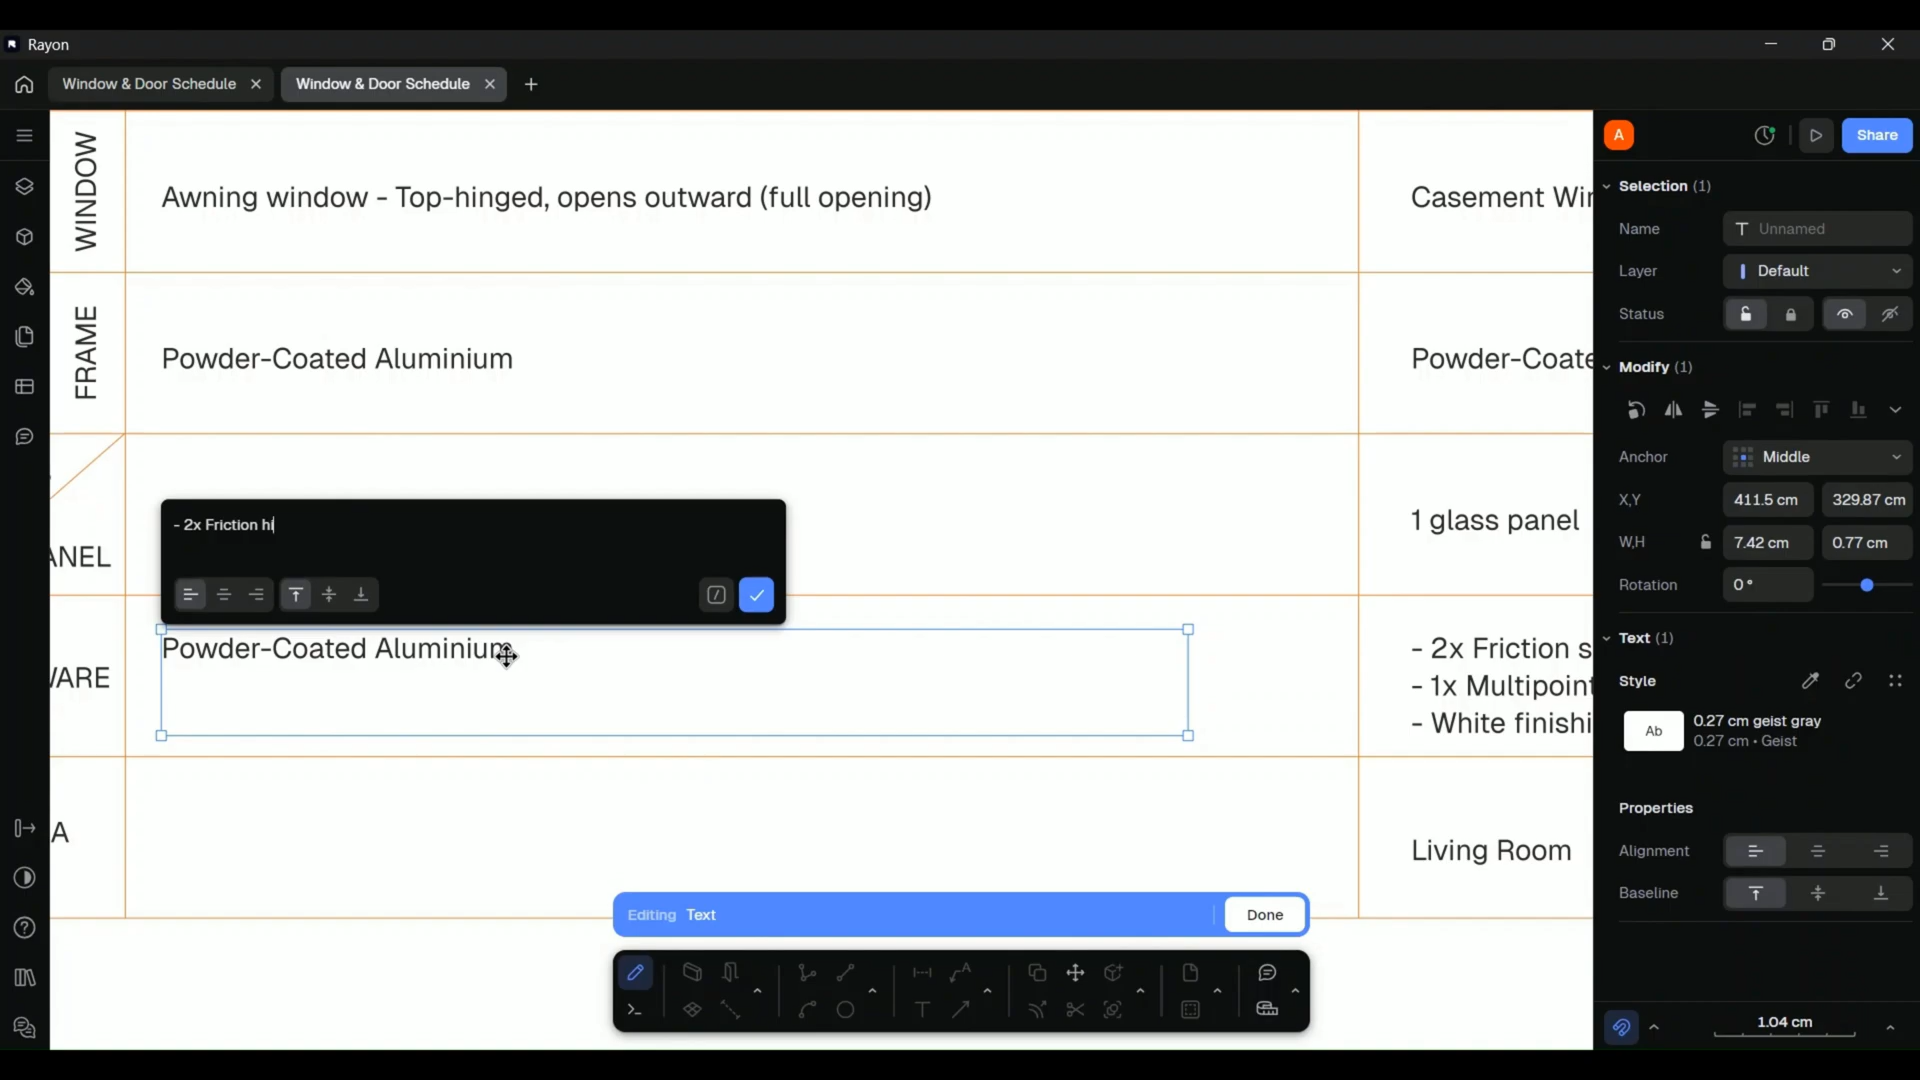 Rayon
Window & Door Schedule
Window & Door Schedule
A
Share
WINDOW
Awning window - Top-hinged, opens outward (full opening)
Casement Win
FRAME
Powder-Coated Aluminium
Powder-Coate
ANEL
1 glass panel
- 2x Friction hi
WARE
Powder-Coated Aluminium
- 2x Friction s
- 1x Multipoint
- White finishi
A
Living Room
Editing Text
Done
Selection (1)
Name
Unnamed
Layer
Default
Status
Modify (1)
Anchor
Middle
X,Y
411.5 cm
329.87 cm
W,H
7.42 cm
0.77 cm
Rotation
0°
Text (1)
Style
Ab
0.27 cm geist gray
0.27 cm • Geist
Properties
Alignment
Baseline
1.04 cm